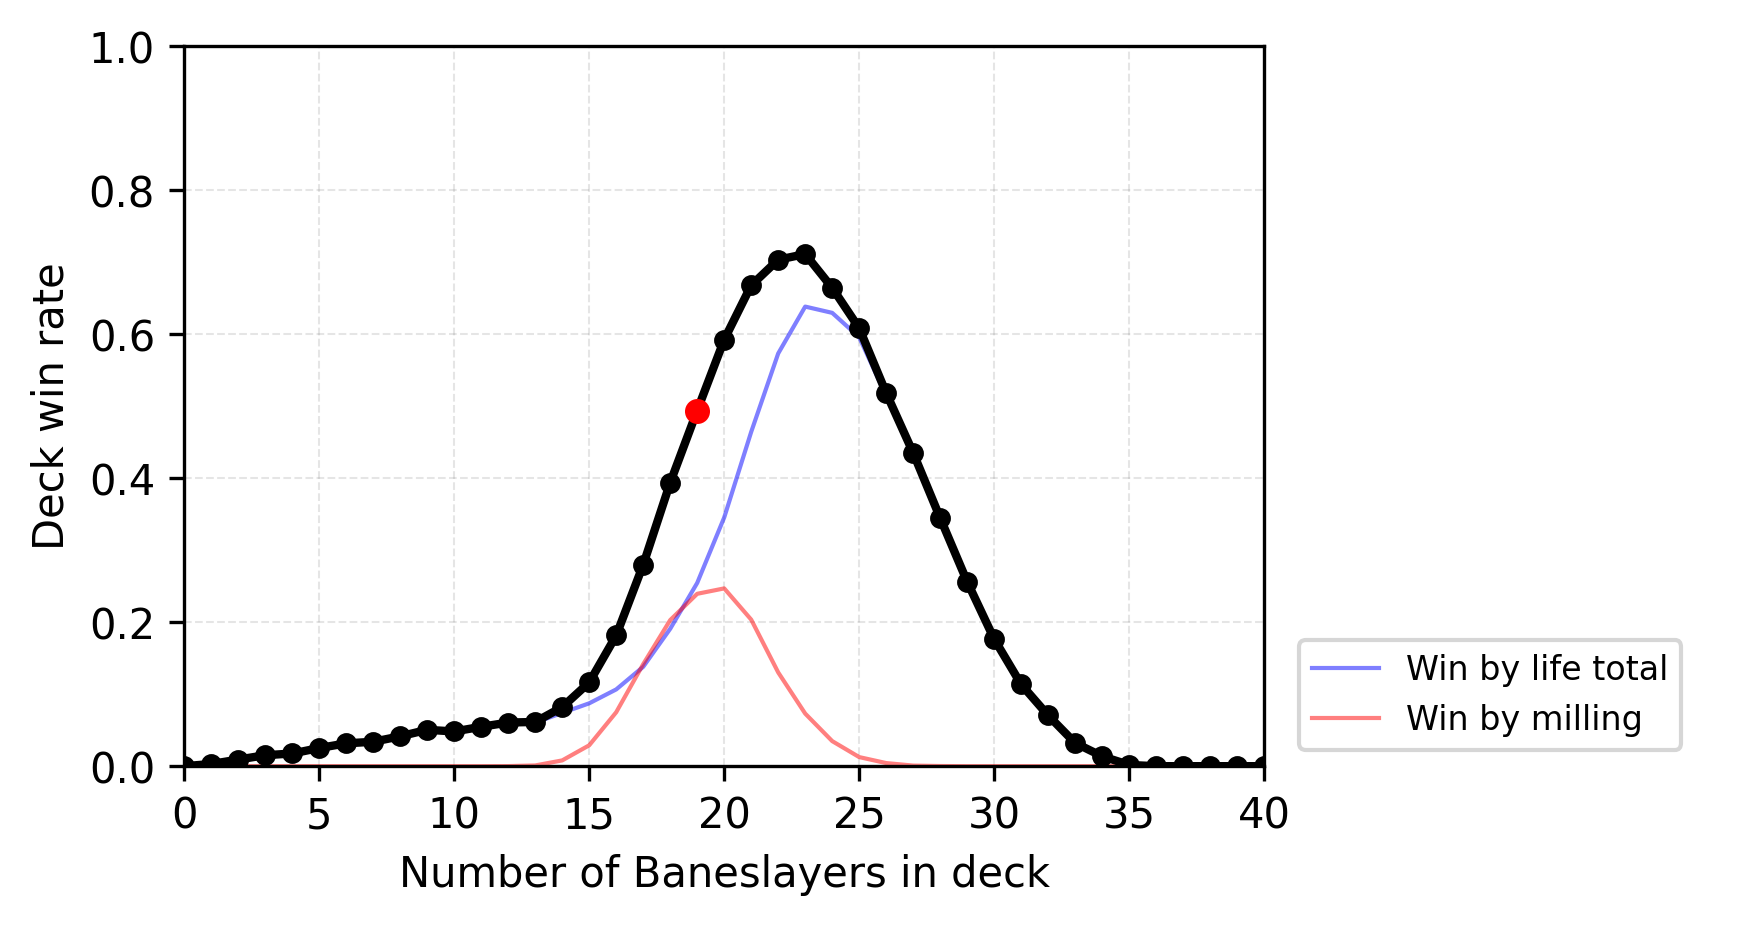 1.0
0.8
0.6
0.4
0.2
0.0
Deck win rate
0 5 10 15 20 25 30 35 40
Number of Baneslayers in deck
Win by life total
Win by milling